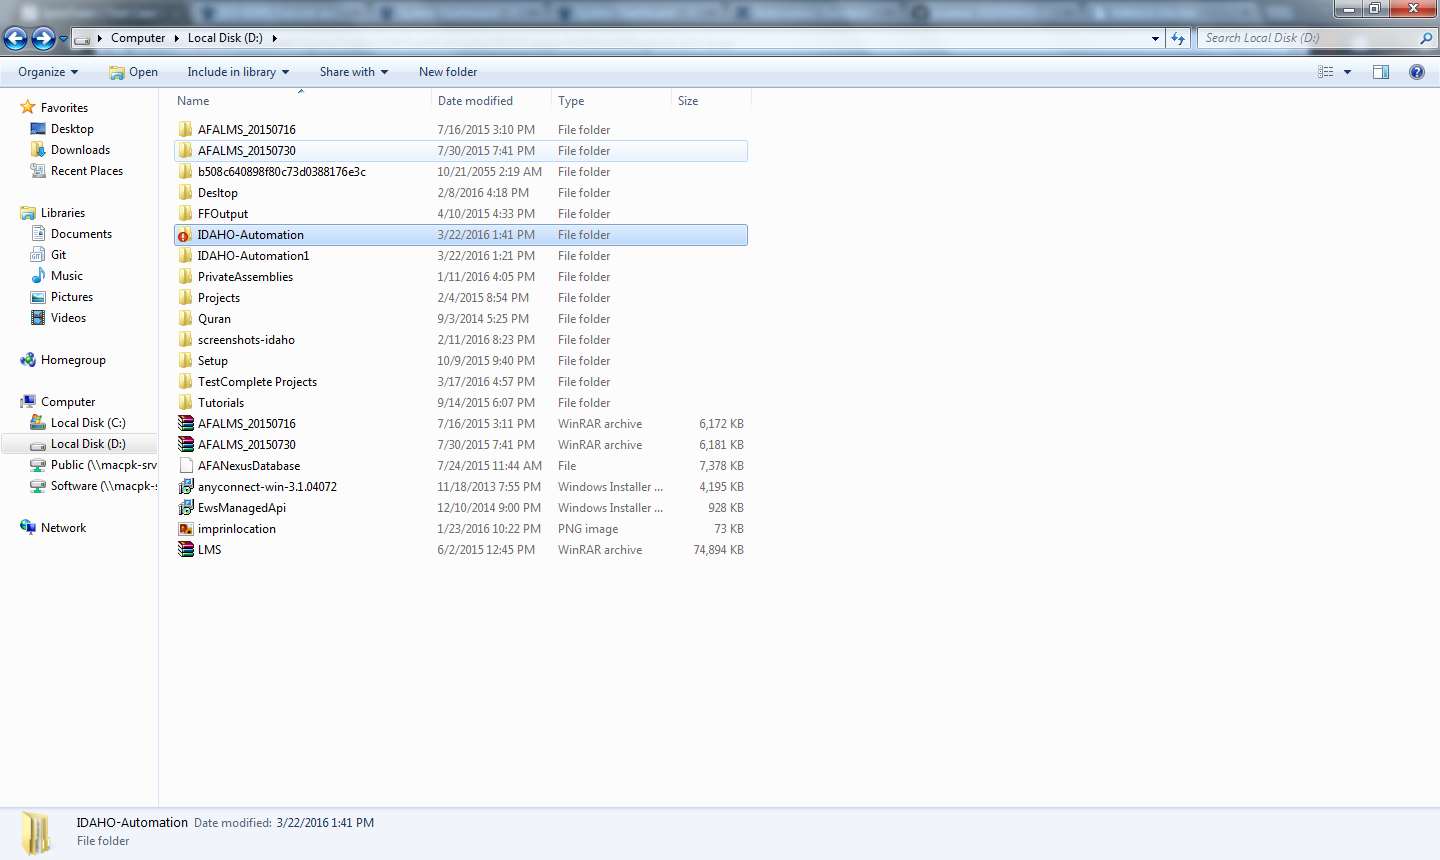 Computer Local Disk (D:) Search Local Disk (D:)
Organize Open Include in library Share with New folder
Name Date modified Type Size
Favorites
Desktop
Downloads
Recent Places
Libraries
Documents
Git
Music
Pictures
Videos
Homegroup
Computer
Local Disk (C:)
Local Disk (D:)
Public (\\macpk-srv
Software (\\macpk-s
Network
AFALMS_20150716 7/16/2015 3:10 PM File folder
AFALMS_20150730 7/30/2015 7:41 PM File folder
b508c640898f80c73d0388176e3c 10/21/2055 2:19 AM File folder
Desltop 2/8/2016 4:18 PM File folder
FFOutput 4/10/2015 4:33 PM File folder
IDAHO-Automation 3/22/2016 1:41 PM File folder
IDAHO-Automation1 3/22/2016 1:21 PM File folder
PrivateAssemblies 1/11/2016 4:05 PM File folder
Projects 2/4/2015 8:54 PM File folder
Quran 9/3/2014 5:25 PM File folder
screenshots-idaho 2/11/2016 8:23 PM File folder
Setup 10/9/2015 9:40 PM File folder
TestComplete Projects 3/17/2016 4:57 PM File folder
Tutorials 9/14/2015 6:07 PM File folder
AFALMS_20150716 7/16/2015 3:11 PM WinRAR archive 6,172 KB
AFALMS_20150730 7/30/2015 7:41 PM WinRAR archive 6,181 KB
AFANexusDatabase 7/24/2015 11:44 AM File 7,378 KB
anyconnect-win-3.1.04072 11/18/2013 7:55 PM Windows Installer ... 4,195 KB
EwsManagedApi 12/10/2014 9:00 PM Windows Installer ... 928 KB
imprinlocation 1/23/2016 10:22 PM PNG image 73 KB
LMS 6/2/2015 12:45 PM WinRAR archive 74,894 KB
IDAHO-Automation Date modified: 3/22/2016 1:41 PM
File folder